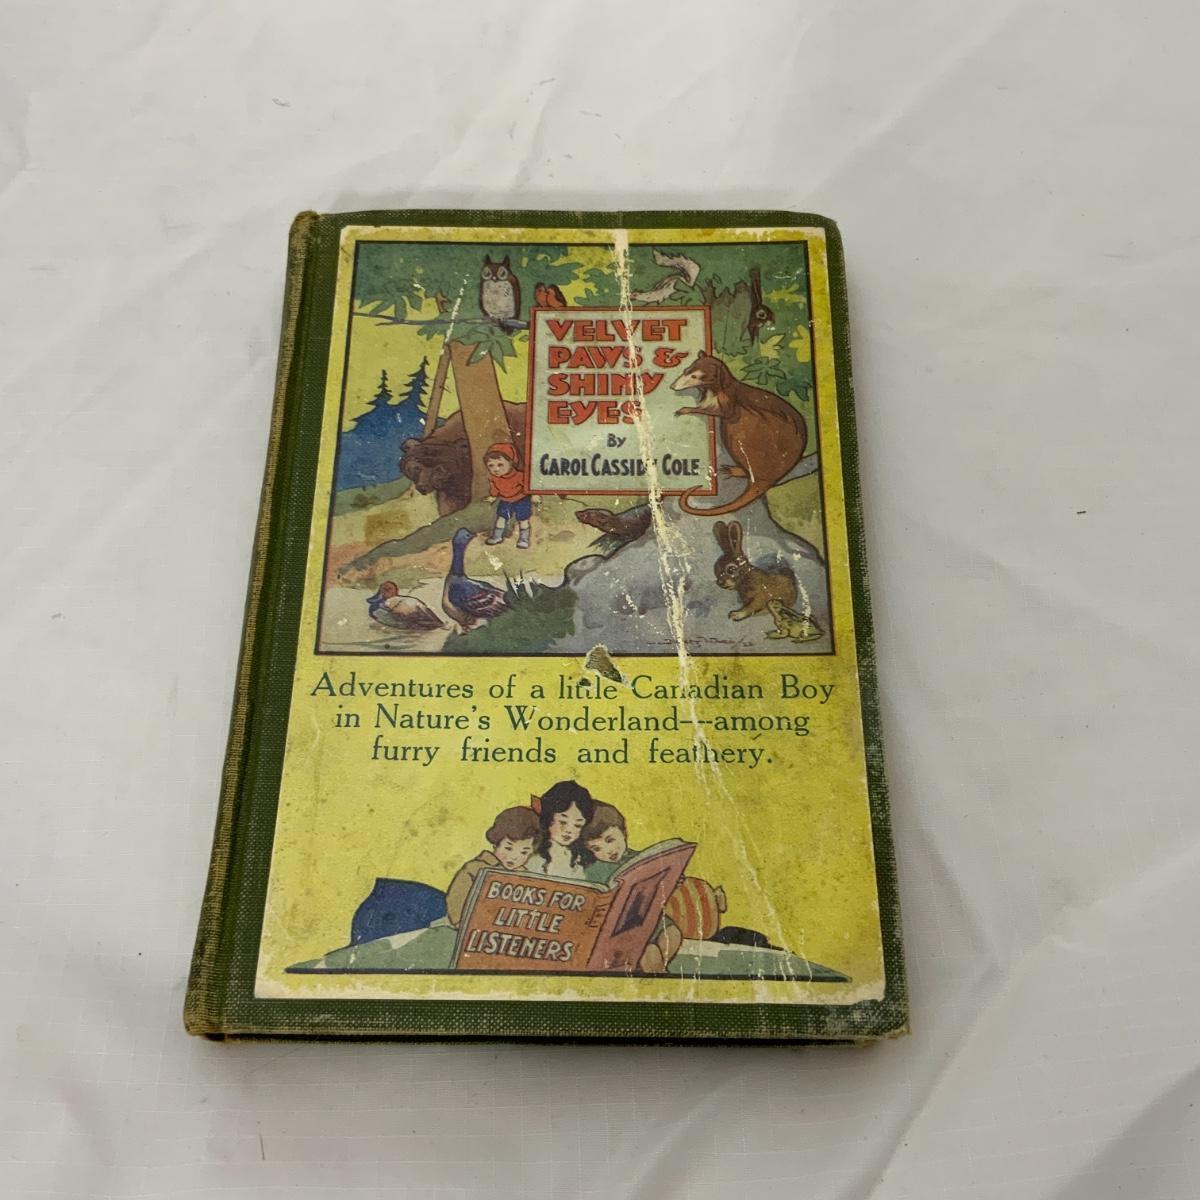 VELVET
PAWS &
SHINY
EYES
By
CAROL CASSIDY COLE
Adventures of a little Canadian Boy
in Nature's Wonderland—among
furry friends and feathery.
BOOKS FOR
LITTLE
LISTENERS